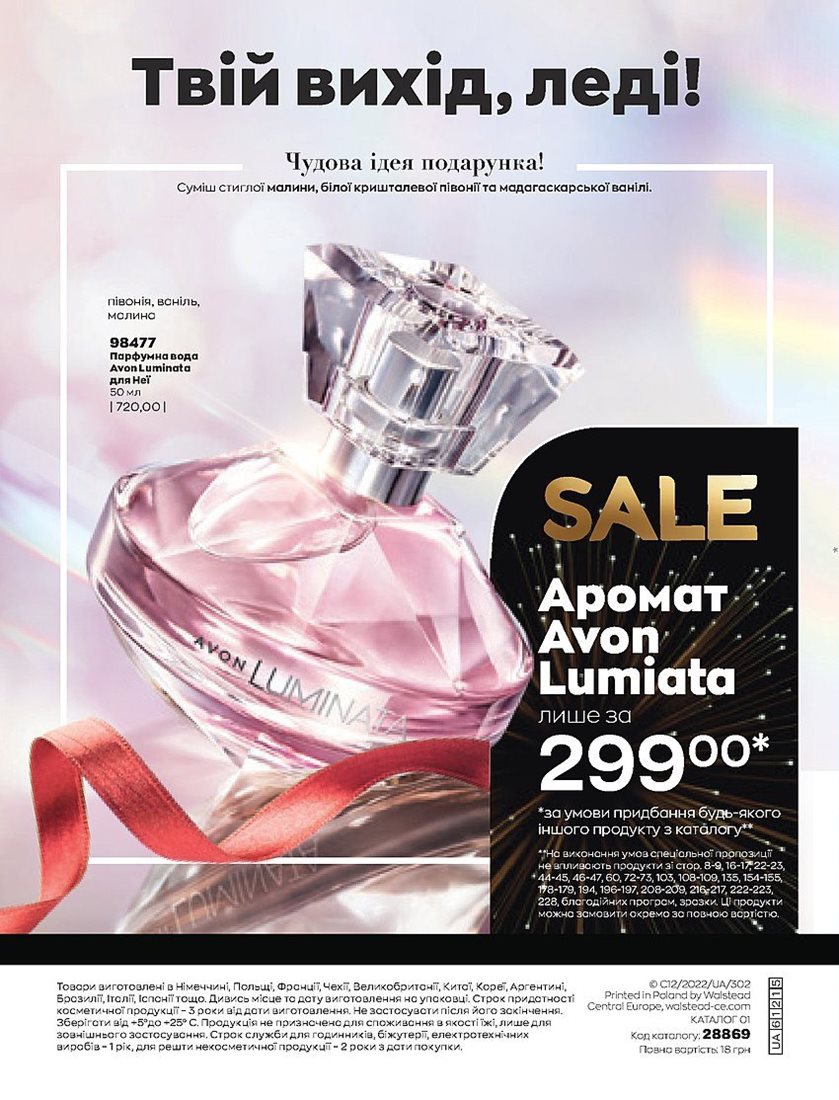 Твій вихід, леді!
Чудова ідея подарунка!
Суміш стиглої малини, білої кришталевої півонії та мадагаскарської ванілі.
півонія, ваніль,
малина
98477
Парфумна вода
Avon Luminata
для Неї
50 мл
| 720,00 |
AVON LUMINATA
SALE
Аромат
Avon
Lumiata
лише за
299⁰⁰*
*за умови придбання будь-якого
іншого продукту з каталогу**
**На виконання умов спеціальної пропозиції
не впливають продукти зі стор. 8-9, 16-17, 22-23,
44-45, 46-47, 60, 72-73, 103, 108-109, 135, 154-155,
178-179, 194, 196-197, 208-209, 216-217, 222-223,
228, благодійних програм, зразки. Ці продукти
можна замовити окремо за повною вартістю.
*
Товари виготовлені в Німеччині, Польщі, Франції, Чехії, Великобританії, Китаї, Кореї, Аргентині,
Бразилії, Італії, Іспанії тощо. Дивись місце та дату виготовлення на упаковці. Строк придатності
косметичної продукції – 3 роки від дати виготовлення. Не застосовувати після його закінчення.
Зберігати від +5°до +25° С. Продукція не призначена для споживання в якості їжі, лише для
зовнішнього застосування. Строк служби для годинників, біжутерії, електротехнічних
виробів – 1 рік, для решти некосметичної продукції – 2 роки з дати покупки.
© C12/2022/UA/302
Printed in Poland by Walstead
Central Europe, walstead-ce.com
КАТАЛОГ 01
Код каталогу: 28869
Повна вартість: 18 грн
UA 6 1 2 1 5